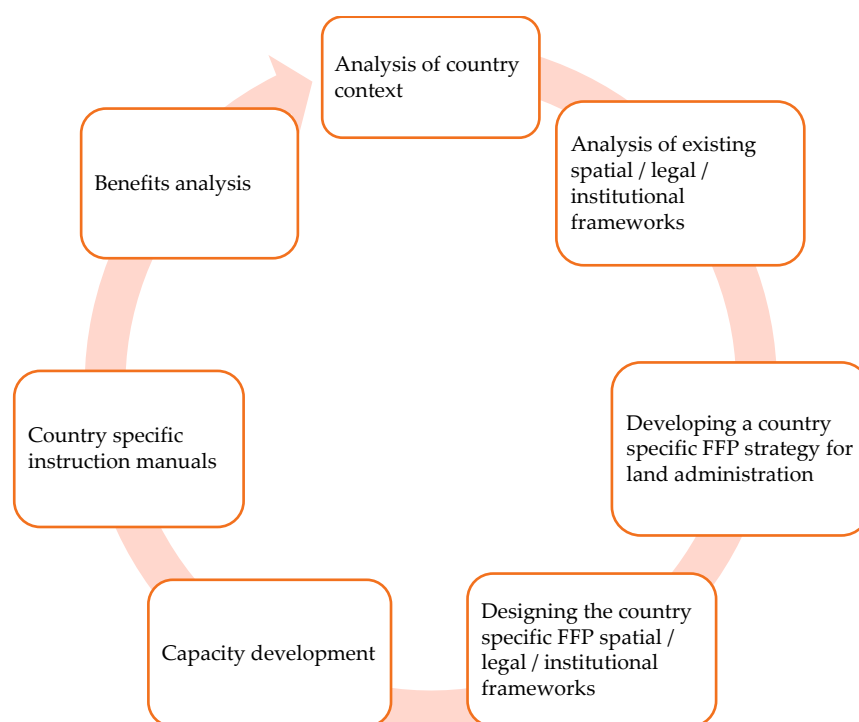 Analysis of country
context
Analysis of existing
spatial / legal /
institutional
frameworks
Developing a country
specific FFP strategy for
land administration
Designing the country
specific FFP spatial /
legal / institutional
frameworks
Capacity development
Country specific
instruction manuals
Benefits analysis